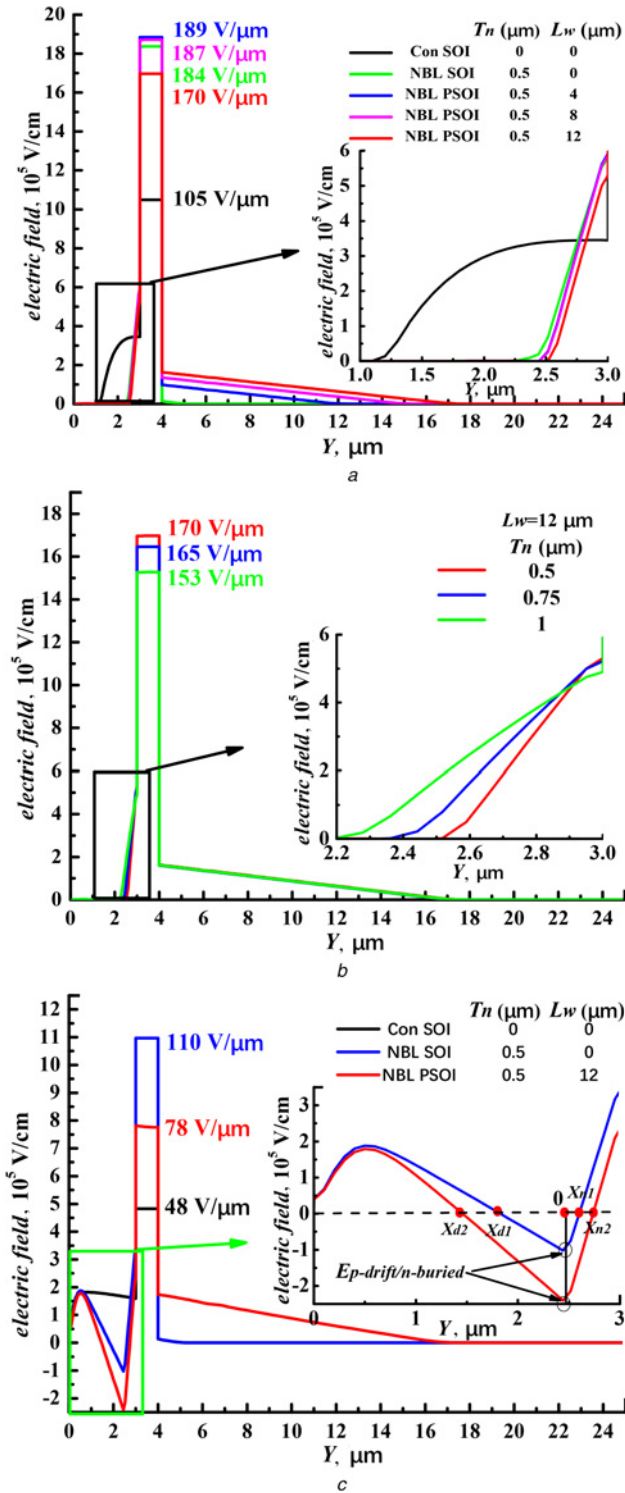 Tn (μm) Lw (μm)
Con SOI 0 0
NBL SOI 0.5 0
NBL PSOI 0.5 4
NBL PSOI 0.5 8
NBL PSOI 0.5 12
189 V/μm
187 V/μm
184 V/μm
170 V/μm
105 V/μm
electric field, 10⁵ V/cm
20
19
18
17
16
15
14
13
12
11
10
9
8
7
6
5
4
3
2
1
0
0 2 4 6 8 10 12 14 16 18 20 22 24
Y, μm
electric field, 10⁵ V/cm
6
5
4
3
2
1
0
1.0 1.5 2.0 2.5 3.0
Y, μm
a
170 V/μm
165 V/μm
153 V/μm
Lw=12 μm
Tn (μm)
0.5
0.75
1
electric field, 10⁵ V/cm
18
16
14
12
10
8
6
4
2
0
0 2 4 6 8 10 12 14 16 18 20 22 24
Y, μm
electric field, 10⁵ V/cm
6
4
2
0
2.2 2.4 2.6 2.8 3.0
Y, μm
b
Tn (μm) Lw (μm)
Con SOI 0 0
NBL SOI 0.5 0
NBL PSOI 0.5 12
110 V/μm
78 V/μm
48 V/μm
electric field, 10⁵ V/cm
12
11
10
9
8
7
6
5
4
3
2
1
0
-1
-2
0 2 4 6 8 10 12 14 16 18 20 22 24
Y, μm
electric field, 10⁵ V/cm
3
2
1
0
-1
-2
0 1 2 3
Y, μm
0 Xn1
Xd2 Xd1 Xn2
Ep-drift/n-buried
c